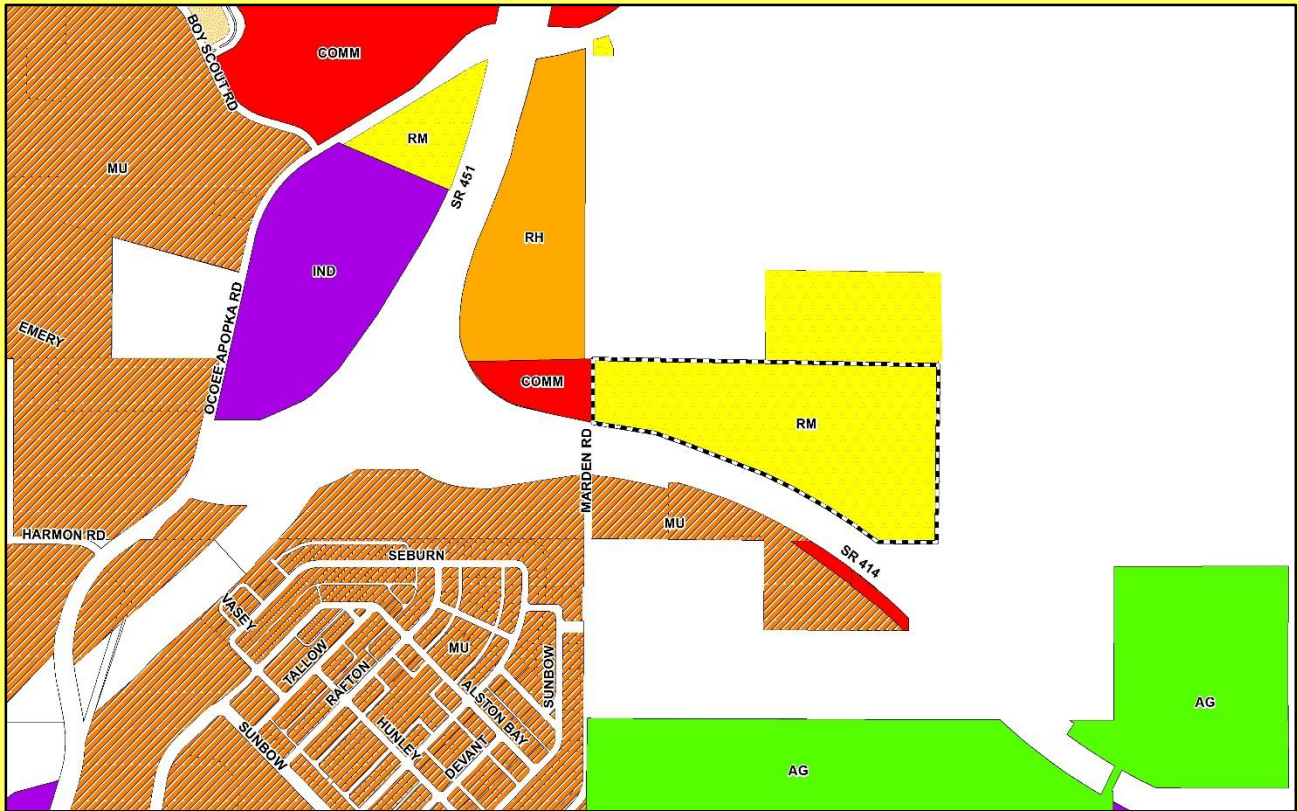 BOY SCOUT RD
COMM
RM
MU
SR 451
RH
IND
OCOEE APOPKA RD
EMERY
COMM
RM
MARDEN RD
MU
HARMON RD
SEBURN
SR 414
VASEY
MU
TALLOW
RAFTON
SUNBOW
ALSTON BAY
AG
SUNBOW
HUNLEY
DEVANT
AG